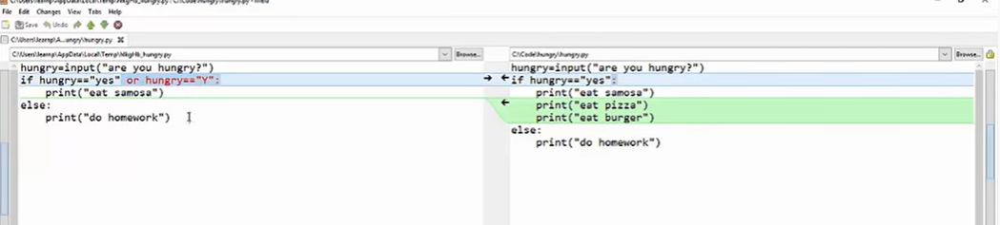 C:\Users\learnp\AppData\Local\Temp\hlkgHb_hungry.py : C:\Code\hungry\hungry.py - meld
File Edit Changes View Tabs Help
Save Undo
C:\Users\learnp\A...ungry\hungry.py
C:\Users\learnp\AppData\Local\Temp\hlkgHb_hungry.py Browse... C:\Code\hungry\hungry.py Browse...
hungry=input("are you hungry?")
if hungry=="yes" or hungry=="Y":
    print("eat samosa")
else:
    print("do homework")
hungry=input("are you hungry?")
if hungry=="yes":
    print("eat samosa")
    print("eat pizza")
    print("eat burger")
else:
    print("do homework")